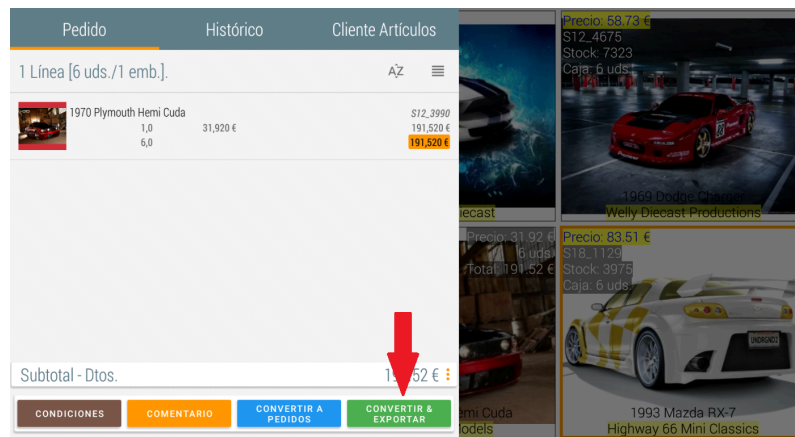 Pedido
Histórico
Cliente Artículos
1 Línea [6 uds./1 emb.].
AZ
1970 Plymouth Hemi Cuda
S12_3990
1,0
31,920 €
191,520 €
6,0
191,520 €
Subtotal - Dtos.
52 €
CONDICIONES
COMENTARIO
CONVERTIR A
PEDIDOS
CONVERTIR &
EXPORTAR
iecast
Precio: 31.92 €
6 uds.
Total: 191.52 €
Precio: 58.73 €
S12_4675
Stock: 7323
Caja: 6 uds.
1969 Dodge Charger
Welly Diecast Productions
Precio: 83.51 €
S18_1129
Stock: 3975
Caja: 6 uds.
UNDRGND2
1993 Mazda RX-7
Highway 66 Mini Classics